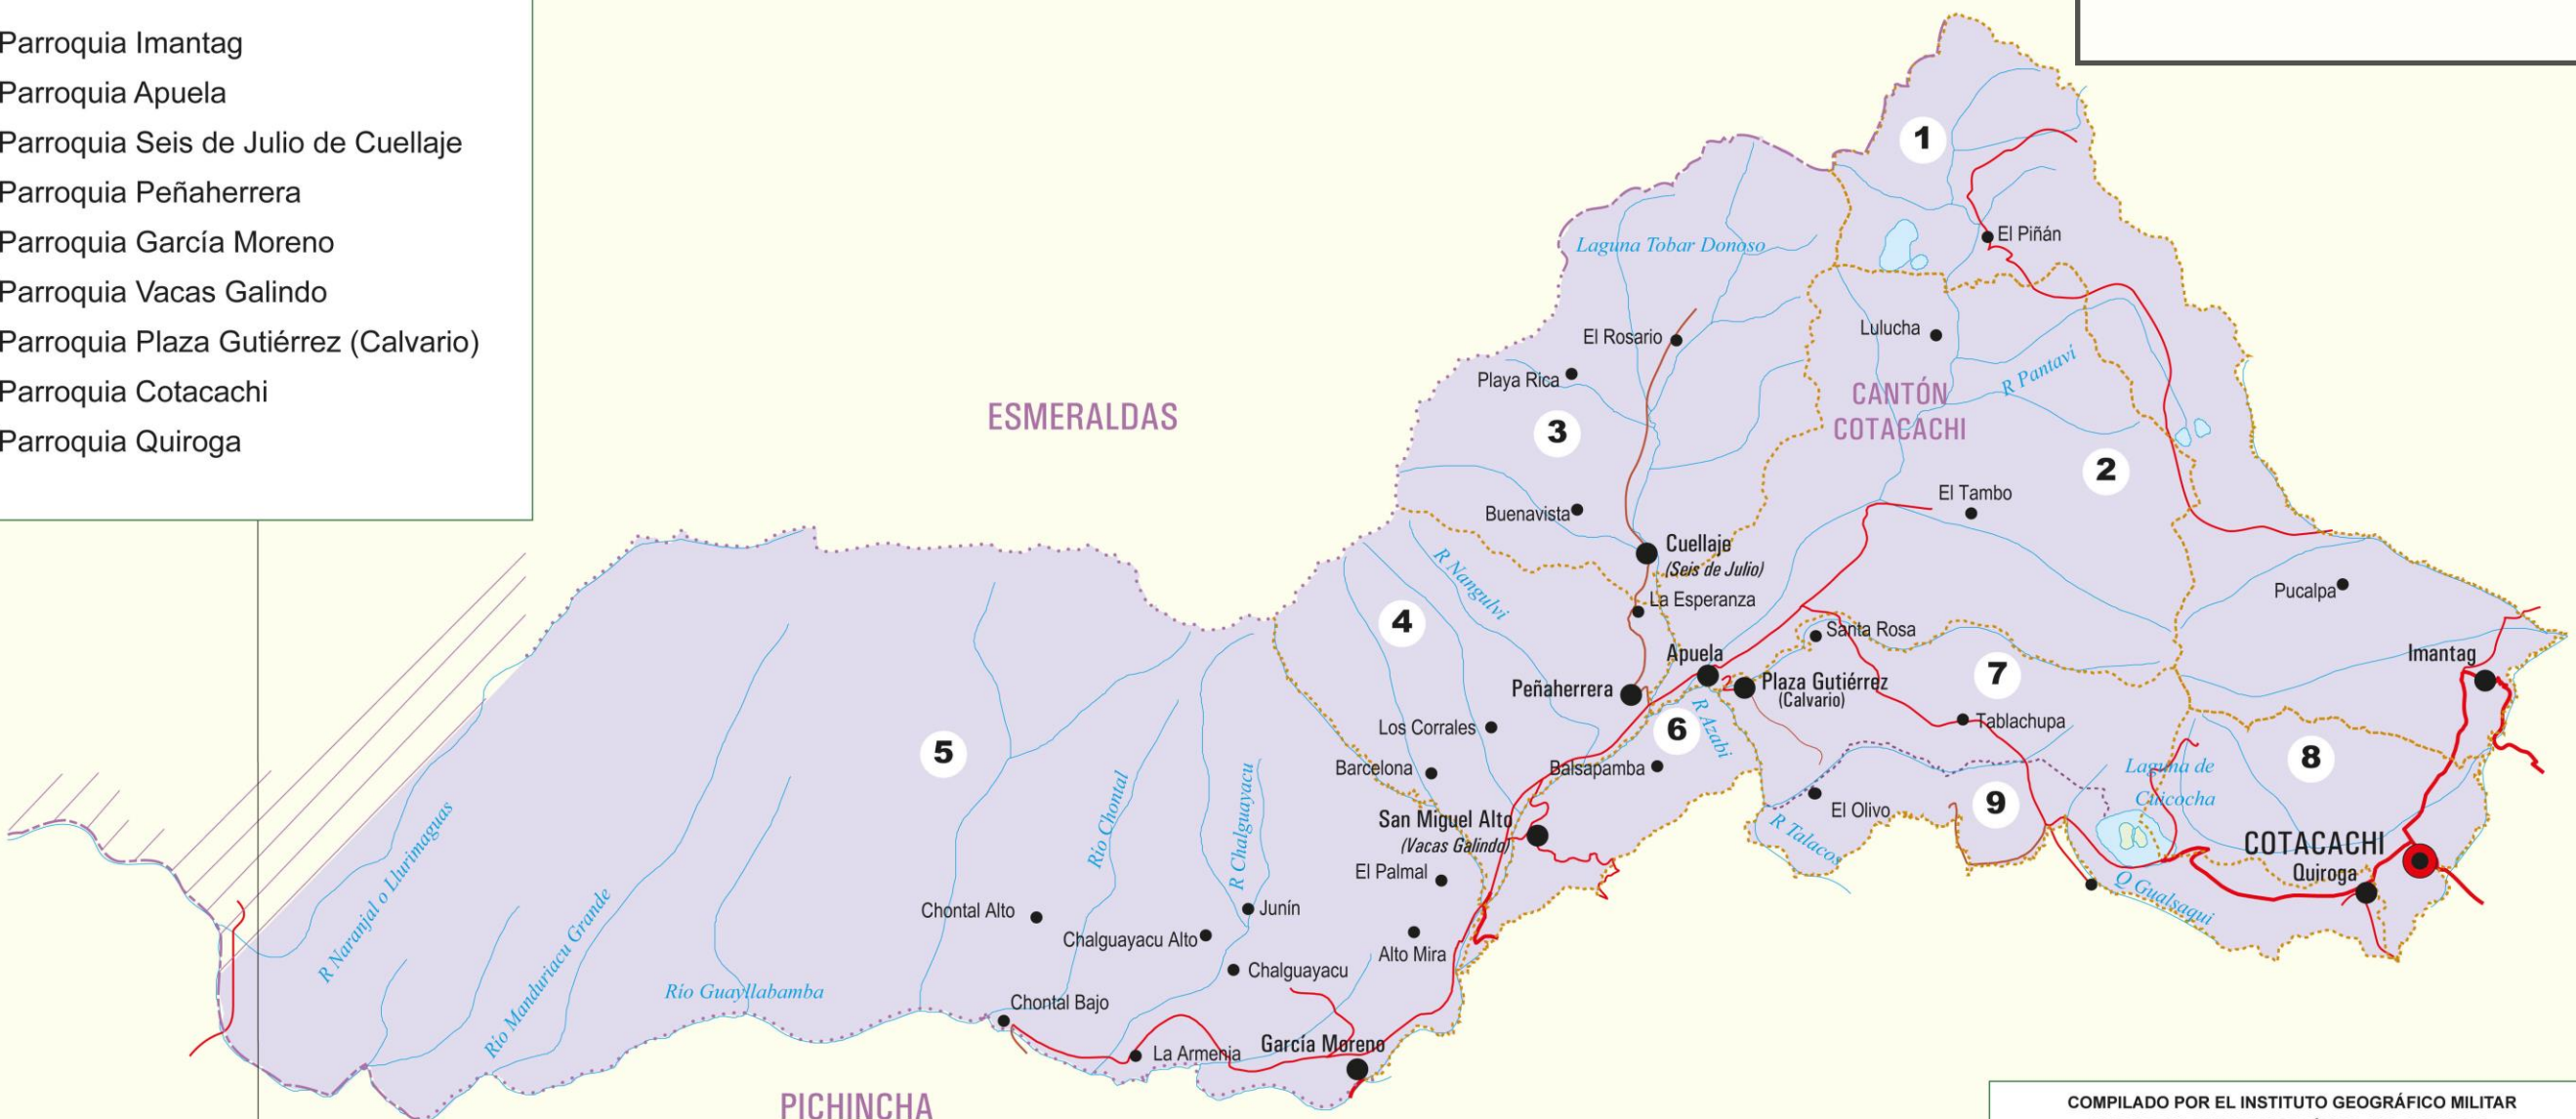 Parroquia Imantag
Parroquia Apuela
Parroquia Seis de Julio de Cuellaje
Parroquia Peñaherrera
Parroquia García Moreno
Parroquia Vacas Galindo
Parroquia Plaza Gutiérrez (Calvario)
Parroquia Cotacachi
Parroquia Quiroga
1
El Piñán
Laguna Tobar Donoso
El Rosario
Lulucha
Playa Rica
R Pantaví
CANTÓN
COTACACHI
ESMERALDAS
3
2
El Tambo
Buenavista
Cuellaje
(Seis de Julio)
R Nangulvi
La Esperanza
Pucalpa
4
Santa Rosa
Apuela
Imantag
7
Peñaherrera
Plaza Gutiérrez
(Calvario)
R Azabi
Los Corrales
6
Tablachupa
5
8
Barcelona
Balsapamba
Laguna de
Cuicocha
El Olivo
9
R Talacos
San Miguel Alto
(Vacas Galindo)
COTACACHI
Quiroga
El Palmal
Q Gualsaqui
R Naranjal o Llurimaguas
Rio Manduriacu Grande
Rio Chontal
R Chalguayacu
Chontal Alto
Junín
Chalguayacu Alto
Alto Mira
Chalguayacu
Río Guayllabamba
Chontal Bajo
La Armenia
García Moreno
PICHINCHA
COMPILADO POR EL INSTITUTO GEOGRÁFICO MILITAR